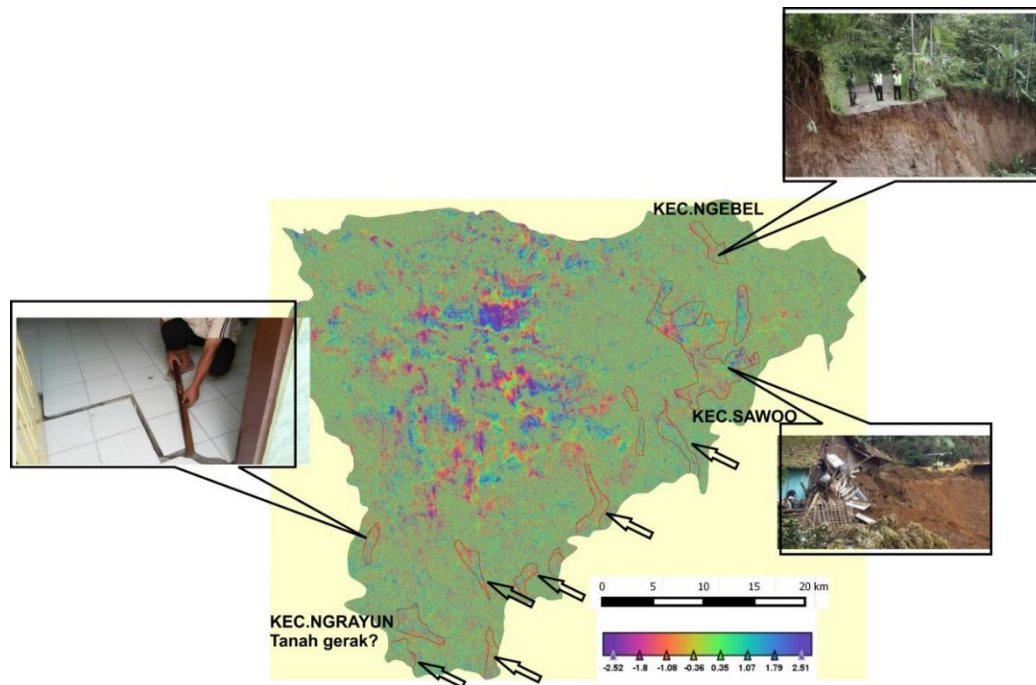 KEC.NGEBEL
KEC.SAWOO
KEC.NGRAYUN
Tanah gerak?
0 5 10 15 20 km
-2.52 -1.8 -1.08 -0.36 0.35 1.07 1.79 2.51